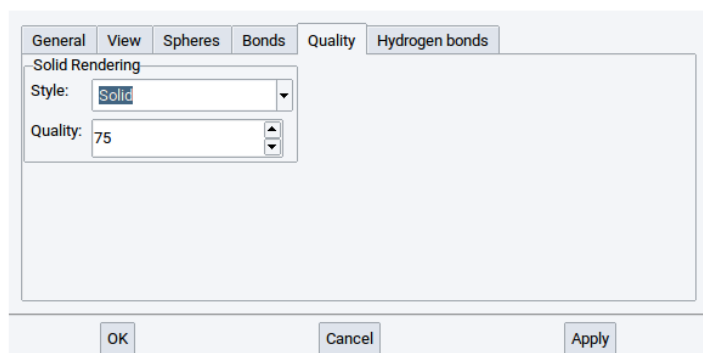 General View Spheres Bonds Quality Hydrogen bonds
Solid Rendering
Style: Solid
Quality: 75
OK Cancel Apply